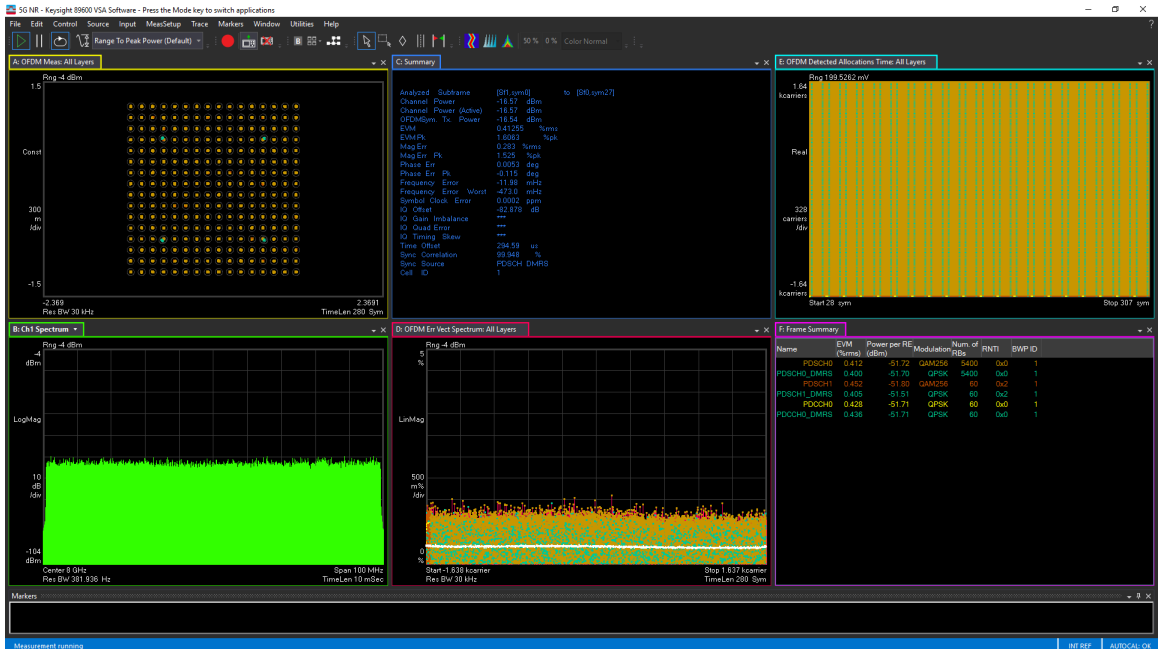 5G NR - Keysight 89600 VSA Software - Press the Mode key to switch applications
File Edit Control Source Input MeasSetup Trace Markers Window Utilities Help
Range To Peak Power (Default) 50 % 0 % Color Normal
A: OFDM Meas: All Layers
Rng -4 dBm
1.5
Const
300
m
/div
-1.5
-2.369 2.3691
Res BW 30 kHz TimeLen 280 Sym
C: Summary
Analyzed Subframe [Sf1,sym0] to [Sf0,sym27]
Channel Power -16.57 dBm
Channel Power (Active) -16.57 dBm
OFDMSym Tx. Power -16.54 dBm
EVM 0.41255 %rms
EVM Pk 1.6063 %pk
Mag Err 0.283 %rms
Mag Err Pk 1.525 %pk
Phase Err 0.0053 deg
Phase Err Pk -0.115 deg
Frequency Error -11.98 mHz
Frequency Error Worst -473.0 mHz
Symbol Clock Error 0.0002 ppm
IQ Offset -82.878 dB
IQ Gain Imbalance ***
IQ Quad Error ***
IQ Timing Skew ***
Time Offset 294.59 us
Sync Correlation 99.948 %
Sync Source PDSCH DMRS
Cell ID 1
E: OFDM Detected Allocations Time: All Layers
Rng 199.5262 mV
1.64
kcarriers
Real
328
carriers
/div
-1.64
kcarriers
Start 28 sym Stop 307 sym
B: Ch1 Spectrum
Rng -4 dBm
-4
dBm
LogMag
10
dB
/div
-104
dBm
Center 8 GHz Span 100 MHz
Res BW 381.936 Hz TimeLen 10 mSec
D: OFDM Err Vect Spectrum: All Layers
Rng -4 dBm
5
%
LinMag
500
m%
/div
0
%
Start -1.638 kcarrier Stop 1.637 kcarrier
Res BW 30 kHz TimeLen 280 Sym
F: Frame Summary
Name EVM (%rms) Power per RE (dBm) Modulation Num. of RBs RNTI BWP ID
PDSCH0 0.412 -51.72 QAM256 5400 0x0 1
PDSCH0_DMRS 0.400 -51.70 QPSK 5400 0x0 1
PDSCH1 0.452 -51.80 QAM256 60 0x2 1
PDSCH1_DMRS 0.405 -51.51 QPSK 60 0x2 1
PDCCH0 0.428 -51.71 QPSK 60 0x0 1
PDCCH0_DMRS 0.436 -51.71 QPSK 60 0x0 1
Markers
Measurement running INT REF AUTOCAL: OK